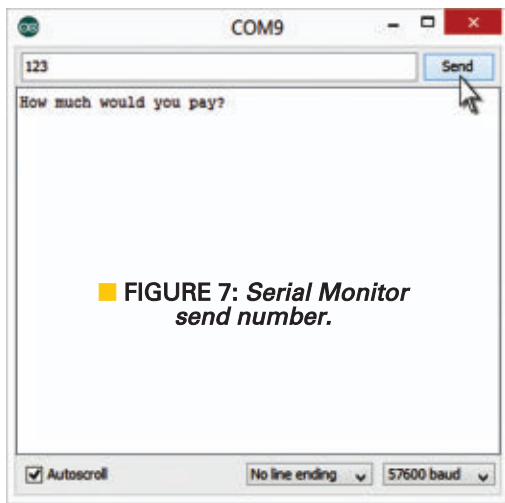 COM9
123
Send
How much would you pay?
FIGURE 7: Serial Monitor
send number.
Autoscroll
No line ending
57600 baud